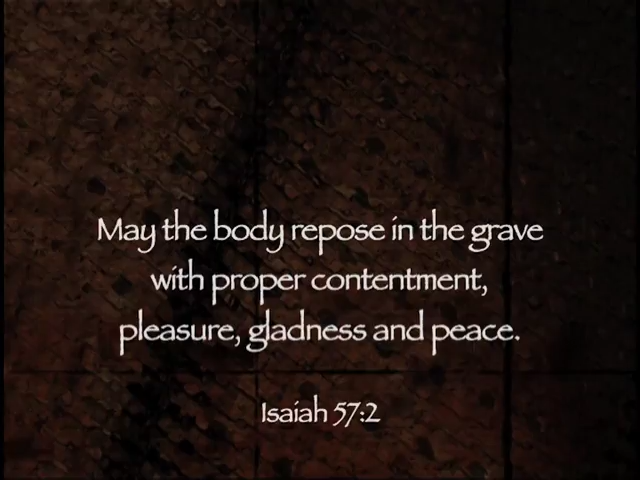 May the body repose in the grave
with proper contentment,
pleasure, gladness and peace.
Isaiah 57:2